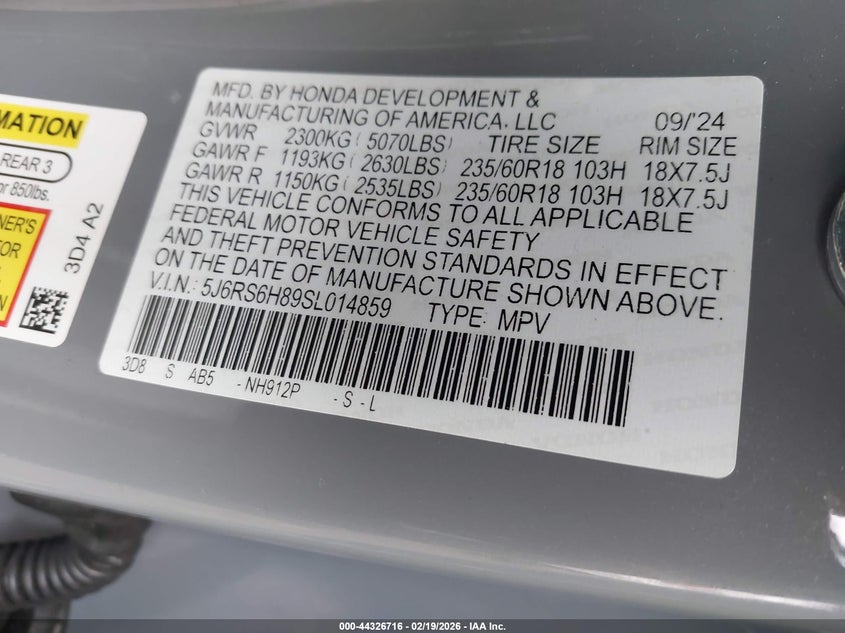 MATION
REAR 3
or 850lbs.
NER'S
TOR
3D4 A2
MFD. BY HONDA DEVELOPMENT &
MANUFACTURING OF AMERICA, LLC 09/'24
GVWR 2300KG ( 5070LBS) TIRE SIZE RIM SIZE
GAWR F 1193KG ( 2630LBS) 235/60R18 103H 18X7.5J
GAWR R 1150KG ( 2535LBS) 235/60R18 103H 18X7.5J
THIS VEHICLE CONFORMS TO ALL APPLICABLE
FEDERAL MOTOR VEHICLE SAFETY
AND THEFT PREVENTION STANDARDS IN EFFECT
ON THE DATE OF MANUFACTURE SHOWN ABOVE.
V.I.N.: 5J6RS6H89SL014859 TYPE: MPV
3D8 S AB5 -NH912P -S-L
000-44326716 - 02/19/2026 - IAA Inc.